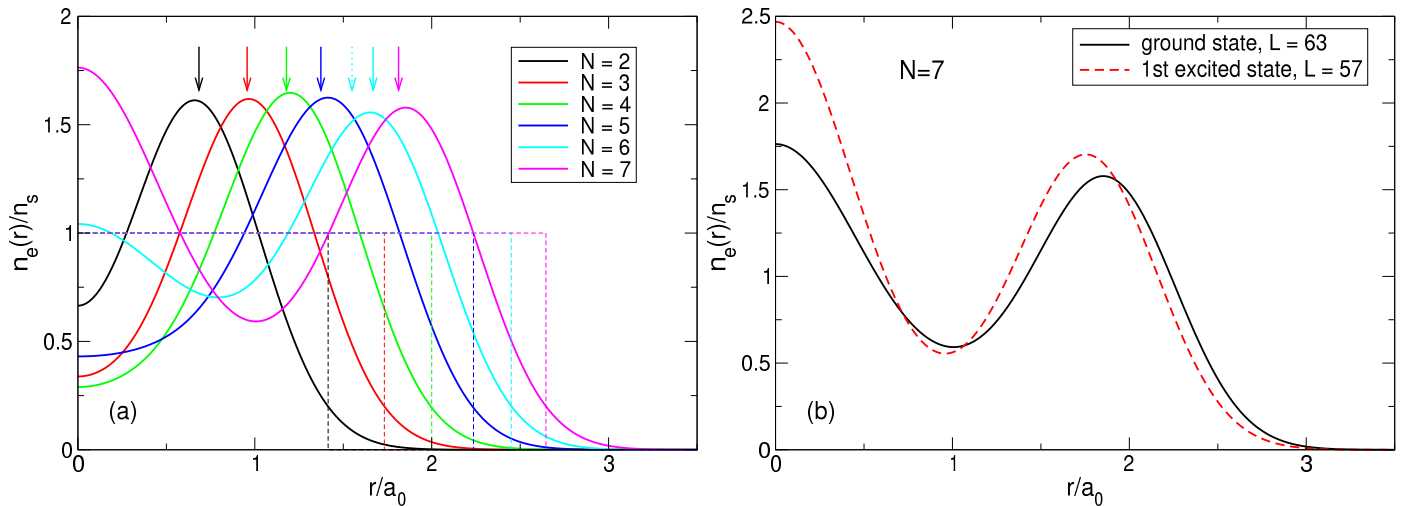 2
1.5
1
0.5
0
n_e(r)/n_s
N = 2
N = 3
N = 4
N = 5
N = 6
N = 7
(a)
0
1
2
3
r/a_0
2.5
2
1.5
1
0.5
0
n_e(r)/n_s
N=7
ground state, L = 63
1st excited state, L = 57
(b)
0
1
2
3
r/a_0